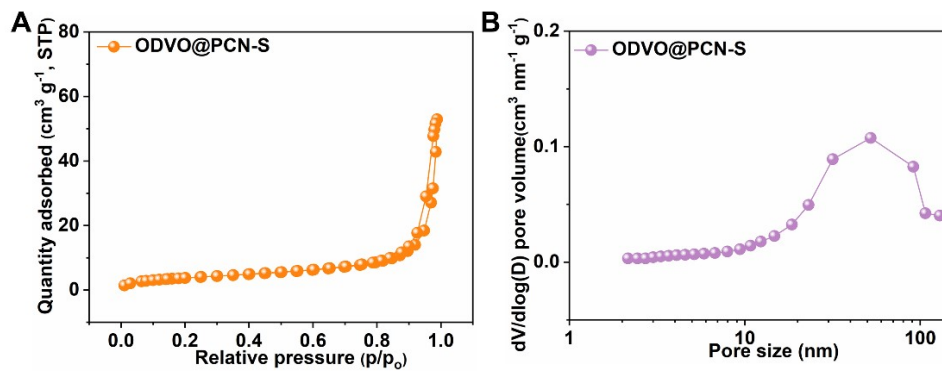 A
ODVO@PCN-S
Quantity adsorbed (cm³ g⁻¹, STP)
80
60
40
20
0
0.0 0.2 0.4 0.6 0.8 1.0
Relative pressure (p/p₀)
B
ODVO@PCN-S
dV/dlog(D) pore volume(cm³ nm⁻¹ g⁻¹)
0.2
0.1
0.0
1 10 100
Pore size (nm)